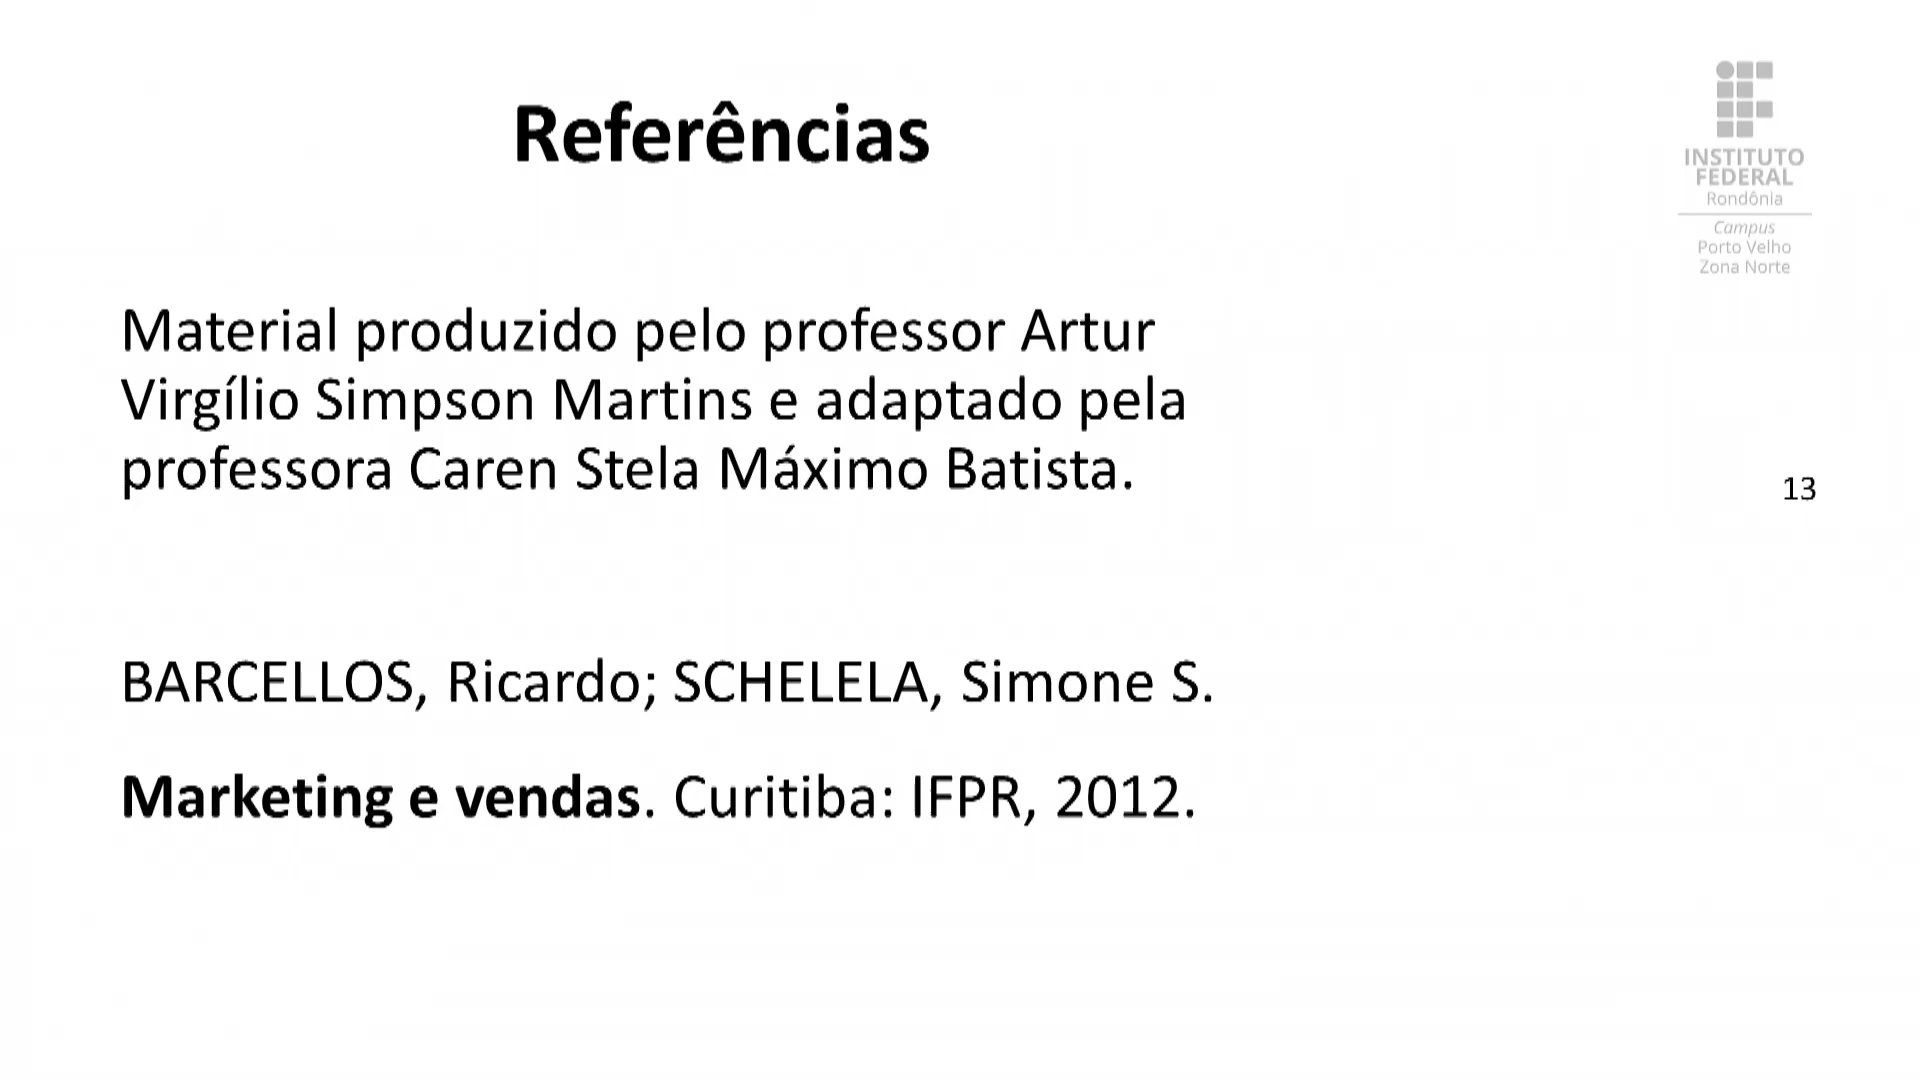 Referências
INSTITUTO
FEDERAL
Rondônia
Campus
Porto Velho
Zona Norte
Material produzido pelo professor Artur
Virgílio Simpson Martins e adaptado pela
professora Caren Stela Máximo Batista.
13
BARCELLOS, Ricardo; SCHELELA, Simone S.
Marketing e vendas. Curitiba: IFPR, 2012.